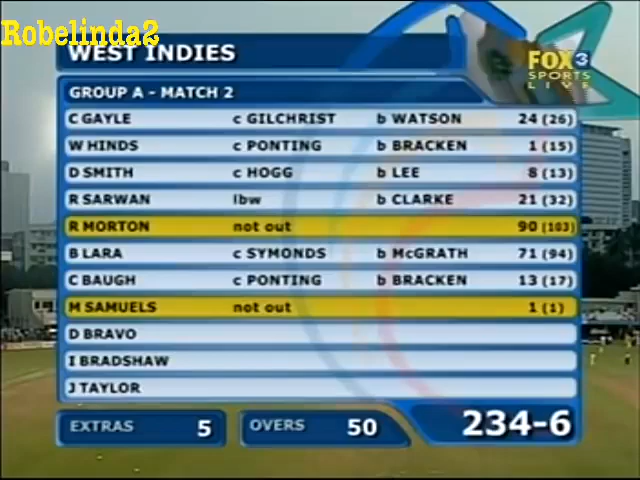 Robelinda2
WEST INDIES
FOX 3
SPORTS
LIVE
GROUP A - MATCH 2
C GAYLE c GILCHRIST b WATSON 24 (26)
W HINDS c PONTING b BRACKEN 1 (15)
D SMITH c HOGG b LEE 8 (13)
R SARWAN lbw b CLARKE 21 (32)
R MORTON not out 90 (103)
B LARA c SYMONDS b McGRATH 71 (94)
C BAUGH c PONTING b BRACKEN 13 (17)
M SAMUELS not out 1 (1)
D BRAVO
I BRADSHAW
J TAYLOR
EXTRAS 5 OVERS 50 234-6